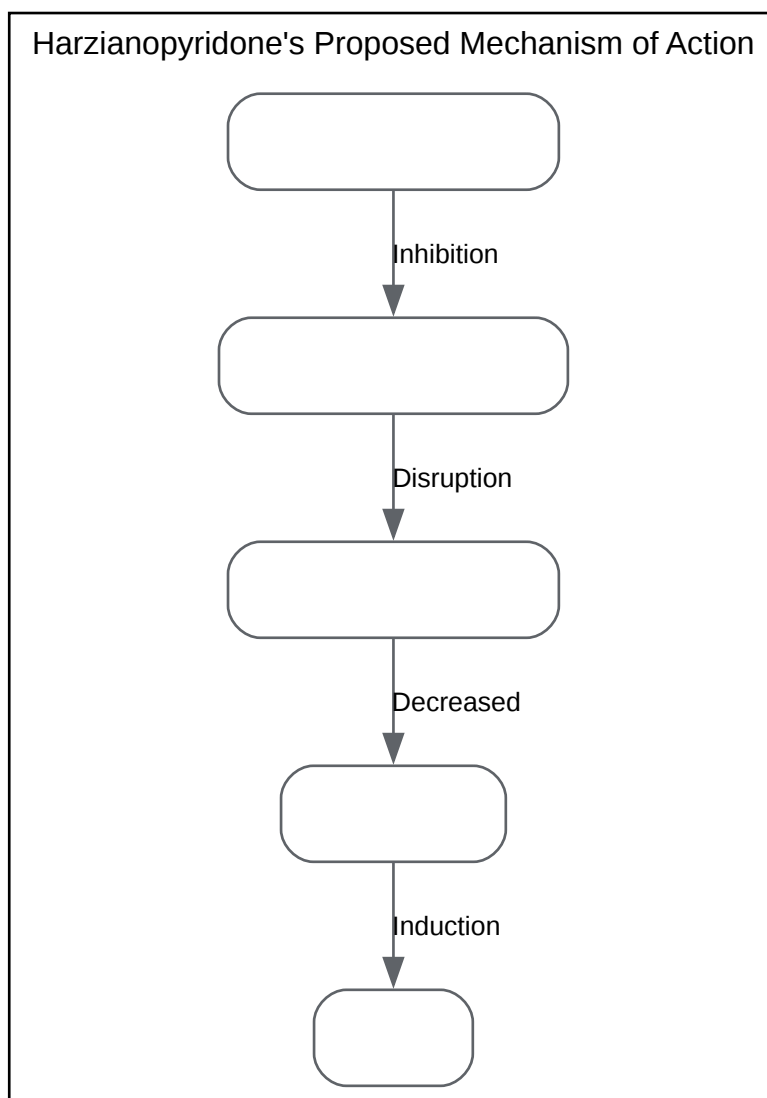 Harzianopyridone's Proposed Mechanism of Action
Inhibition
Disruption
Decreased
Induction